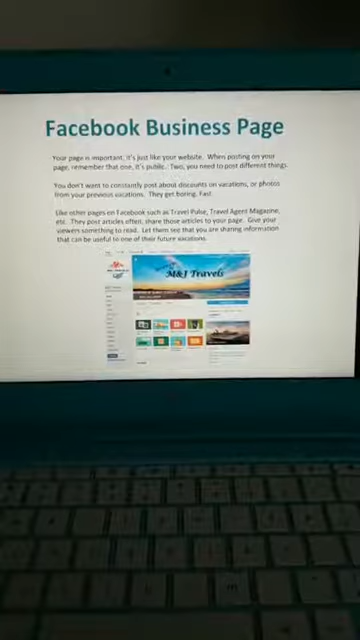 Facebook Business Page
Your page is important, it's just like your website. When posting on your
page, remember that one, it's public. Two, you need to post different things.
You don't want to constantly post about discounts on vacations, or photos
from your previous vacations. They get boring. Fast.
Like other pages on Facebook such as Travel Pulse, Travel Agent Magazine,
etc. They post articles often, share those articles to your page. Give your
viewers something to read. Let them see that you are sharing information
that can be useful to one of their future vacations.
M&J Travels